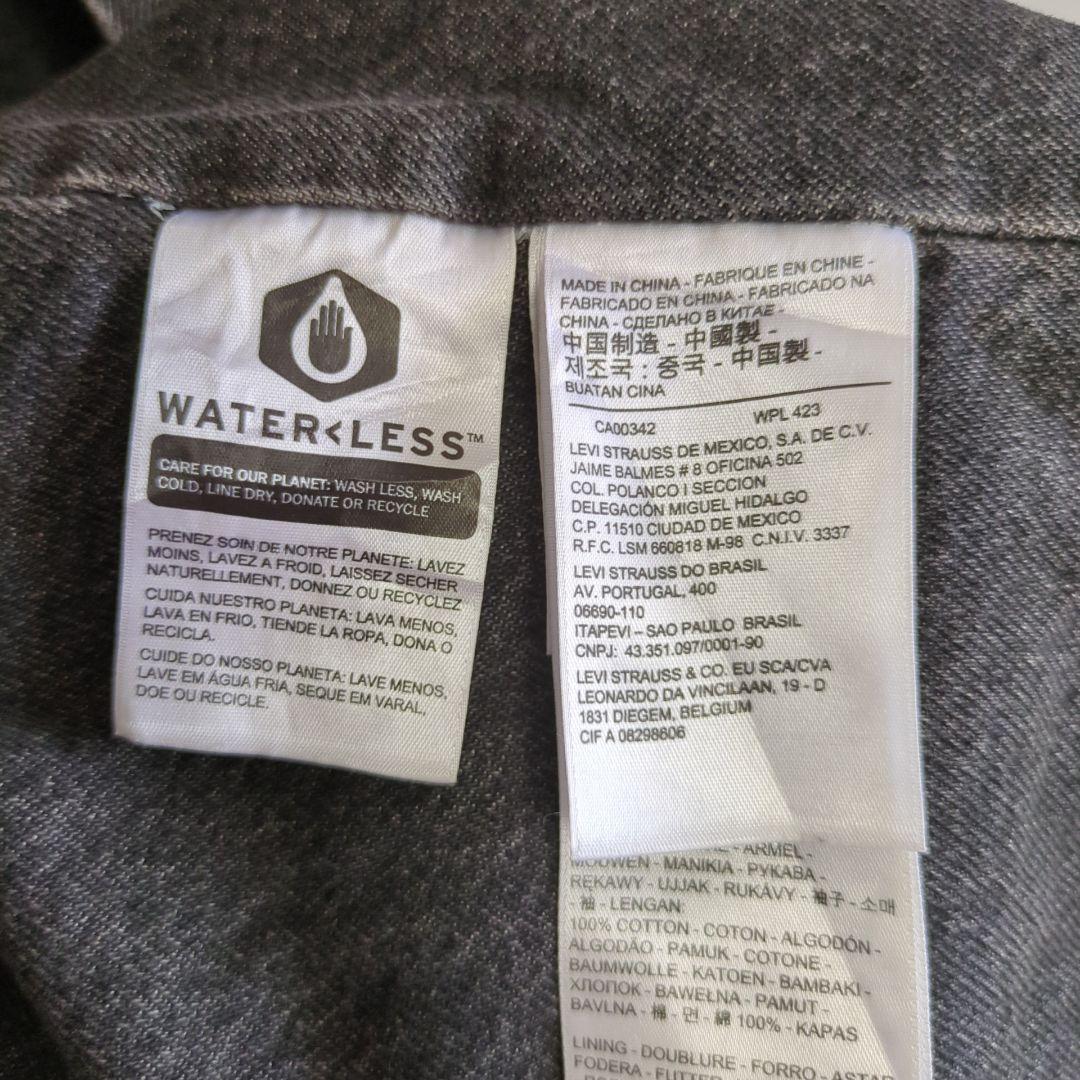 WATER<LESS™
CARE FOR OUR PLANET: WASH LESS, WASH
COLD, LINE DRY, DONATE OR RECYCLE
PRENEZ SOIN DE NOTRE PLANETE: LAVEZ
MOINS, LAVEZ A FROID, LAISSEZ SECHER
NATURELLEMENT, DONNEZ OU RECYCLEZ
CUIDA NUESTRO PLANETA: LAVA MENOS,
LAVA EN FRIO, TIENDE LA ROPA, DONA O
RECICLA.
CUIDE DO NOSSO PLANETA: LAVE MENOS,
LAVE EM ÁGUA FRIA, SEQUE EM VARAL,
DOE OU RECICLE.
MADE IN CHINA - FABRIQUE EN CHINE -
FABRICADO EN CHINA - FABRICADO NA
CHINA - СДЕЛАНО В КИТАЕ -
中国制造 - 中國製 -
제조국 : 중국 - 中国製 -
BUATAN CINA
CA00342 WPL 423
LEVI STRAUSS DE MEXICO, S.A. DE C.V.
JAIME BALMES # 8 OFICINA 502
COL. POLANCO I SECCION
DELEGACIÓN MIGUEL HIDALGO
C.P. 11510 CIUDAD DE MEXICO
R.F.C. LSM 660818 M-98 C.N.I.V. 3337
LEVI STRAUSS DO BRASIL
AV. PORTUGAL, 400
06690-110
ITAPEVI – SAO PAULO BRASIL
CNPJ: 43.351.097/0001-90
LEVI STRAUSS & CO. EU SCA/CVA
LEONARDO DA VINCILAAN, 19 - D
1831 DIEGEM, BELGIUM
CIF A 08298806
- ARMEL -
MOUWEN - MANIKIA - РУКАВА -
RĘKAWY - UJJAK - RUKÁVY - 袖子 - 소매
- 袖 - LENGAN:
100% COTTON - COTON - ALGODÓN -
ALGODÃO - PAMUK - COTONE -
BAUMWOLLE - KATOEN - BAMBAKI -
ХЛОПОК - BAWEŁNA - PAMUT -
BAVLNA - 棉 - 면 - 綿 100% - KAPAS
LINING - DOUBLURE - FORRO - ASTAR
FODERA - FUTTER